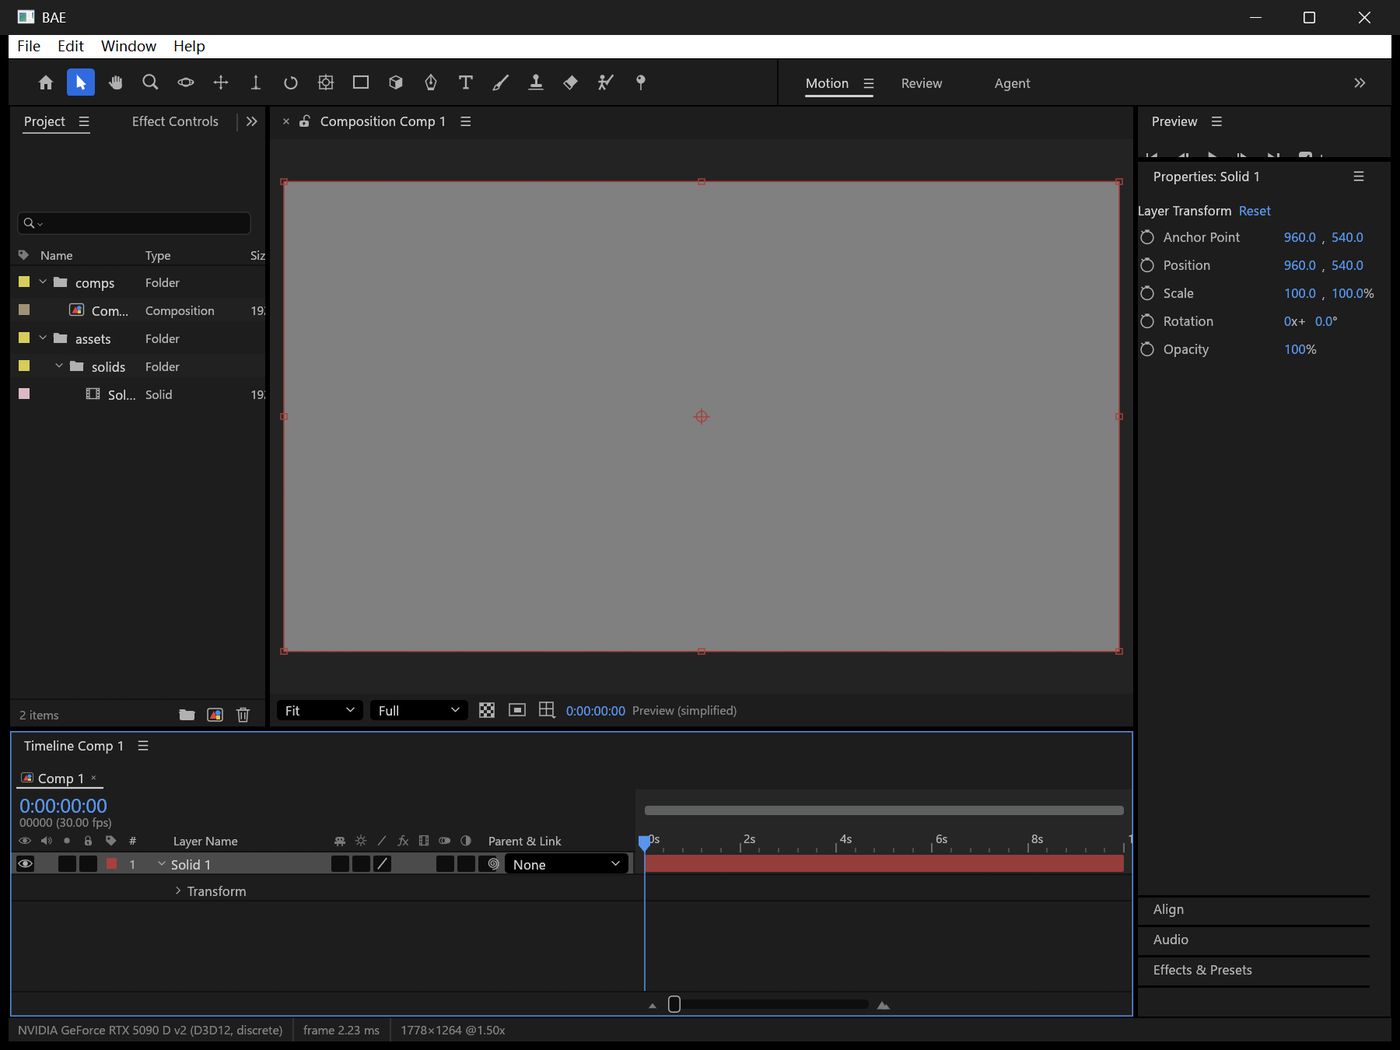 BAE
File Edit Window Help
Motion Review Agent
Project Effect Controls
Composition Comp 1
Preview
Properties: Solid 1
Layer Transform Reset
Anchor Point 960.0 , 540.0
Position 960.0 , 540.0
Scale 100.0 , 100.0%
Rotation 0x+ 0.0°
Opacity 100%
Name Type Siz
comps Folder
Com... Composition 192
assets Folder
solids Folder
Sol... Solid 192
2 items
Fit Full 0:00:00:00 Preview (simplified)
Timeline Comp 1
Comp 1
0:00:00:00
00000 (30.00 fps)
# Layer Name fx Parent & Link
0s 2s 4s 6s 8s 1
1 Solid 1 None
Transform
Align
Audio
Effects & Presets
NVIDIA GeForce RTX 5090 D v2 (D3D12, discrete) frame 2.23 ms 1778×1264 @1.50x